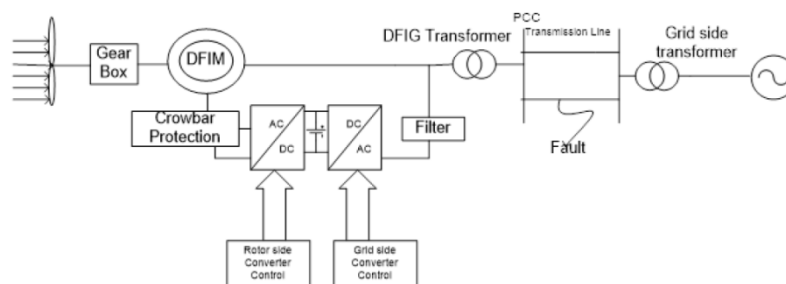 PCC
Transmission Line
DFIG Transformer
Grid side
transformer
Gear
Box
DFIM
Crowbar
Protection
AC
DC
DC
AC
Filter
Fault
Rotor side
Converter
Control
Grid side
Converter
Control